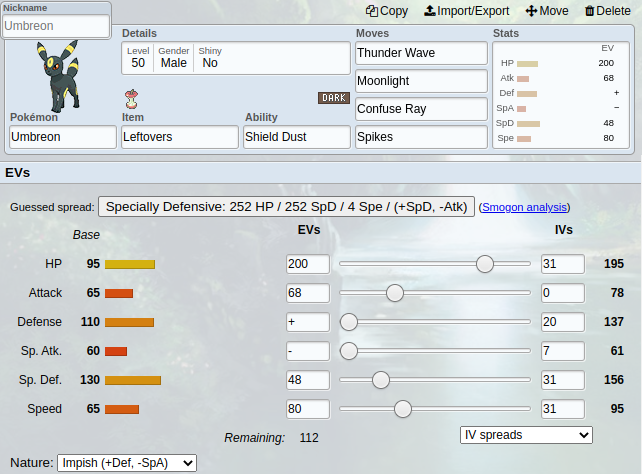 Nickname
Umbreon
Copy Import/Export Move Delete
Details
Level Gender Shiny
50 Male No
DARK
Pokémon Item Ability
Umbreon Leftovers Shield Dust
Moves
Thunder Wave
Moonlight
Confuse Ray
Spikes
Stats
EV
HP 200
Atk 68
Def +
SpA −
SpD 48
Spe 80
EVs
Guessed spread: Specially Defensive: 252 HP / 252 SpD / 4 Spe / (+SpD, -Atk) (Smogon analysis)
Base EVs IVs
HP 95 200 31 195
Attack 65 68 0 78
Defense 110 + 20 137
Sp. Atk. 60 - 7 61
Sp. Def. 130 48 31 156
Speed 65 80 31 95
Remaining: 112 IV spreads
Nature: Impish (+Def, -SpA)